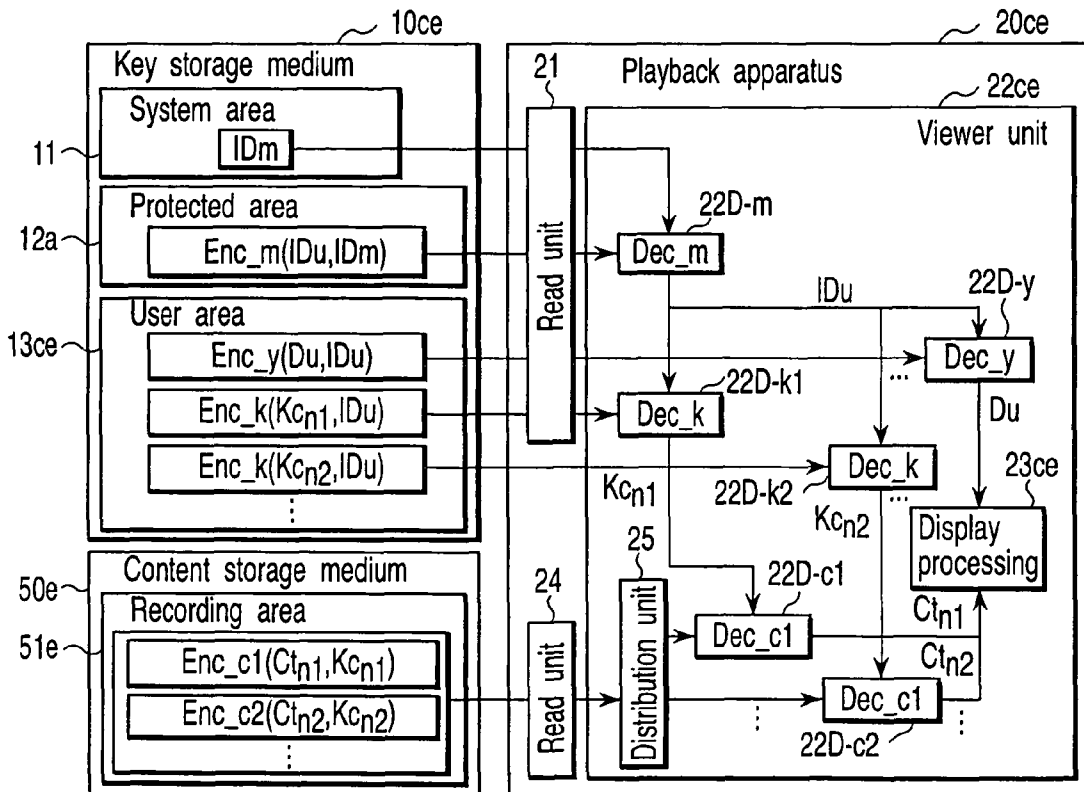 10ce
Key storage medium
System area
IDm
11
Protected area
Enc_m(IDu,IDm)
12a
User area
13ce
Enc_y(Du,IDu)
Enc_k(Kcn1,IDu)
Enc_k(Kcn2,IDu)
⋮
50e
Content storage medium
51e
Recording area
Enc_c1(Ctn1,Kcn1)
Enc_c2(Ctn2,Kcn2)
⋮
20ce
Playback apparatus
21
Read unit
22ce
Viewer unit
22D-m
Dec_m
IDu
22D-y
Dec_y
...
22D-k1
Dec_k
Du
Dec_k
22D-k2
...
Kcn1
Kcn2
23ce
Display
processing
24
Read unit
25
Distribution unit
22D-c1
Dec_c1
Ctn1
Ctn2
Dec_c1
22D-c2
⋮
⋮